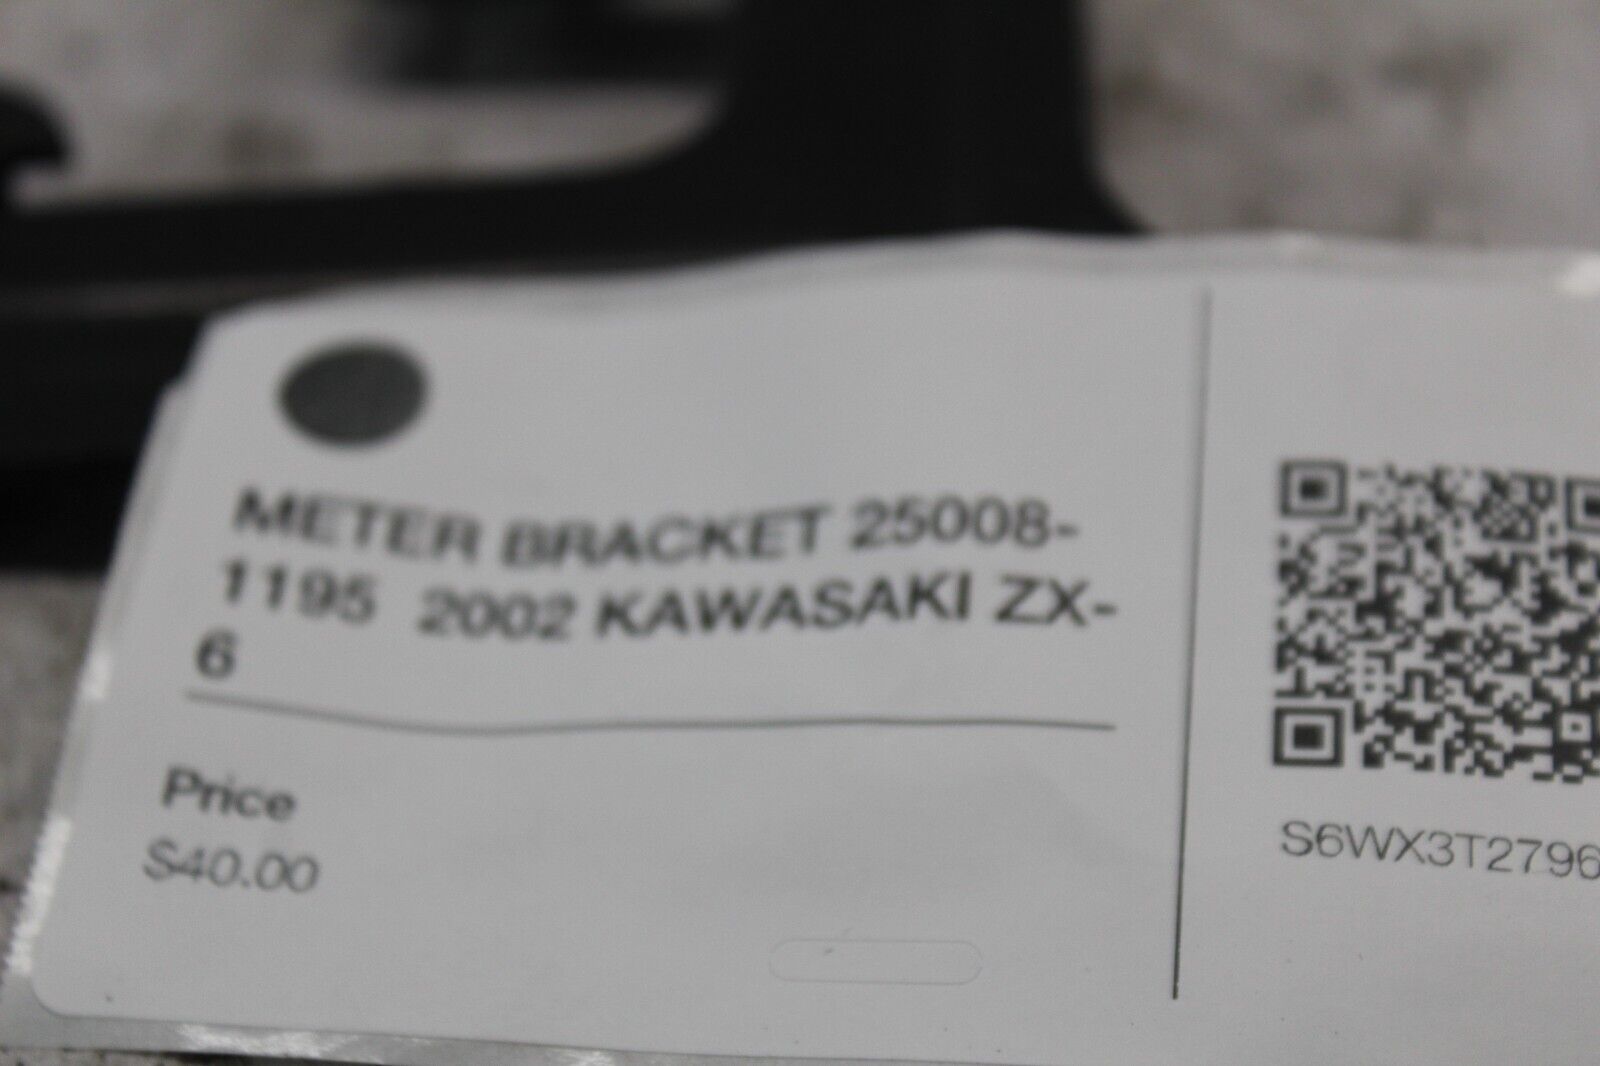 METER BRACKET 25008-
1195 2002 KAWASAKI ZX-
6
Price
$40.00
S6WX3T2796